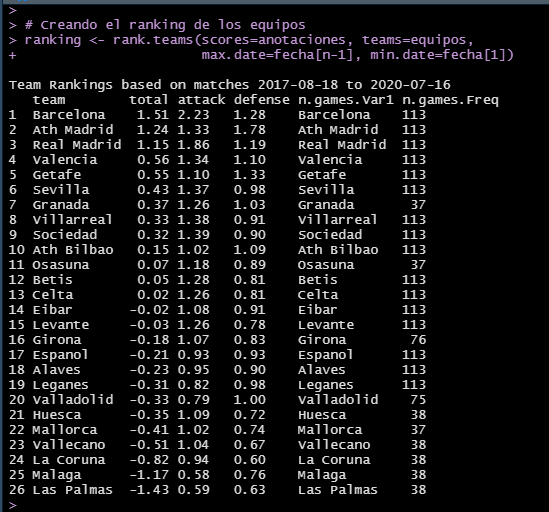 >
> # Creando el ranking de los equipos
> ranking <- rank.teams(scores=anotaciones, teams=equipos,
+                       max.date=fecha[n-1], min.date=fecha[1])

Team Rankings based on matches 2017-08-18 to 2020-07-16
   team        total attack defense n.games.Var1 n.games.Freq
1  Barcelona    1.51 2.23   1.28    Barcelona    113
2  Ath Madrid   1.24 1.33   1.78    Ath Madrid   113
3  Real Madrid  1.15 1.86   1.19    Real Madrid  113
4  Valencia     0.56 1.34   1.10    Valencia     113
5  Getafe       0.55 1.10   1.33    Getafe       113
6  Sevilla      0.43 1.37   0.98    Sevilla      113
7  Granada      0.37 1.26   1.03    Granada       37
8  Villarreal   0.33 1.38   0.91    Villarreal   113
9  Sociedad     0.32 1.39   0.90    Sociedad     113
10 Ath Bilbao   0.15 1.02   1.09    Ath Bilbao   113
11 Osasuna      0.07 1.18   0.89    Osasuna       37
12 Betis        0.05 1.28   0.81    Betis        113
13 Celta        0.02 1.26   0.81    Celta        113
14 Eibar       -0.02 1.08   0.91    Eibar        113
15 Levante     -0.03 1.26   0.78    Levante      113
16 Girona      -0.18 1.07   0.83    Girona        76
17 Espanol     -0.21 0.93   0.93    Espanol      113
18 Alaves      -0.23 0.95   0.90    Alaves       113
19 Leganes     -0.31 0.82   0.98    Leganes      113
20 Valladolid  -0.33 0.79   1.00    Valladolid    75
21 Huesca      -0.35 1.09   0.72    Huesca        38
22 Mallorca    -0.41 1.02   0.74    Mallorca      37
23 Vallecano   -0.51 1.04   0.67    Vallecano     38
24 La Coruna   -0.82 0.94   0.60    La Coruna     38
25 Malaga      -1.17 0.58   0.76    Malaga        38
26 Las Palmas  -1.43 0.59   0.63    Las Palmas    38
>